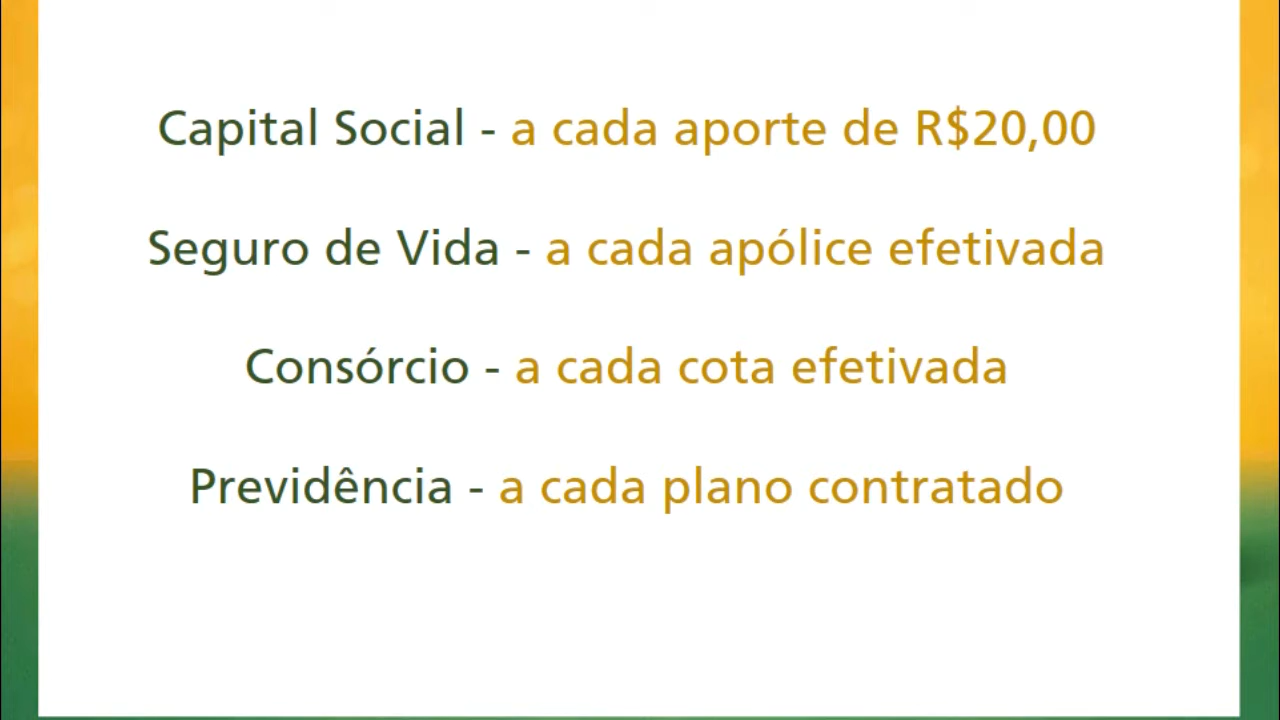 Capital Social - a cada aporte de R$20,00
Seguro de Vida - a cada apólice efetivada
Consórcio - a cada cota efetivada
Previdência - a cada plano contratado